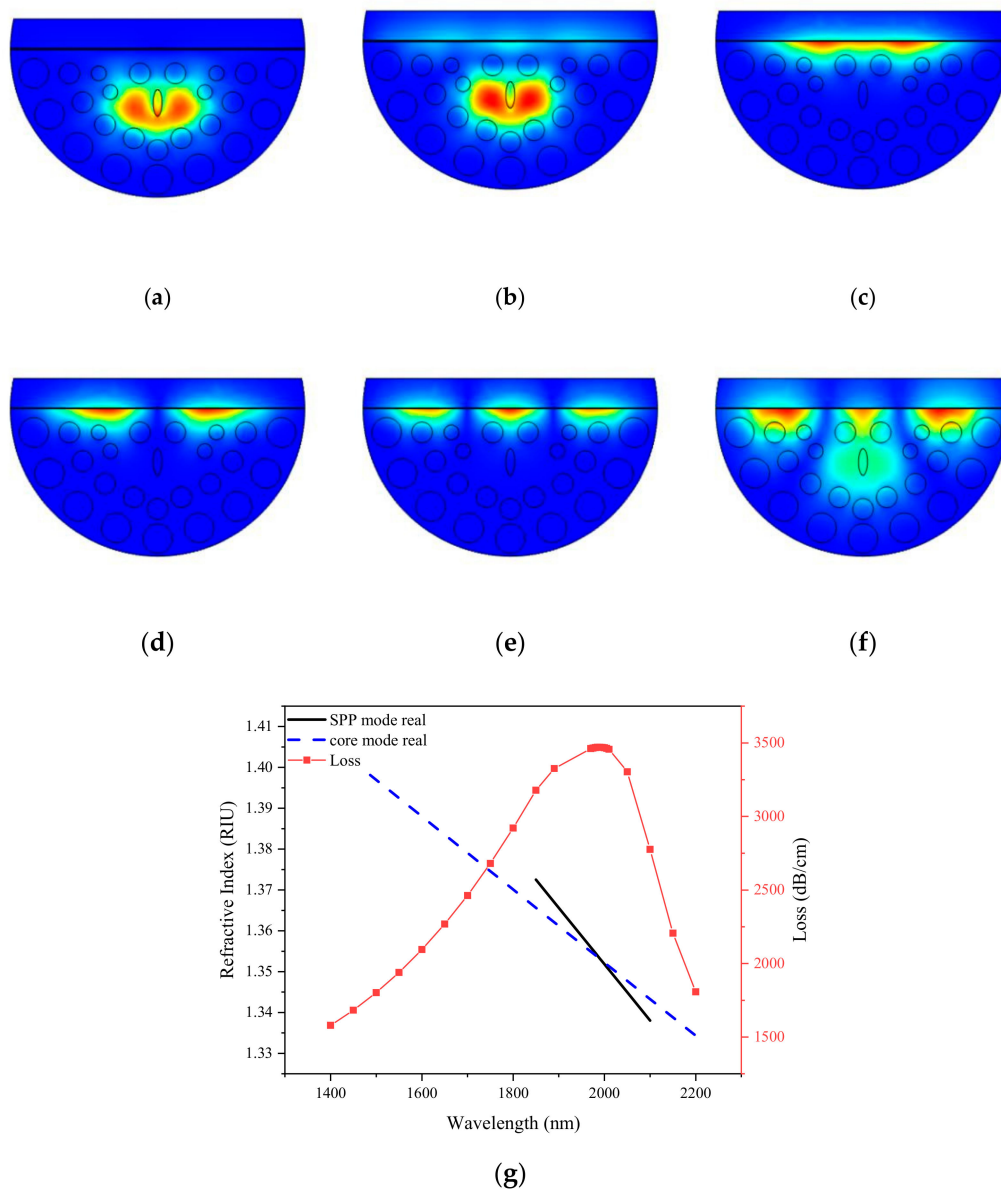 (a)
(b)
(c)
(d)
(e)
(f)
SPP mode real
core mode real
Loss
1.41
1.40
1.39
1.38
1.37
1.36
1.35
1.34
1.33
Refractive Index (RIU)
3500
3000
2500
2000
1500
Loss (dB/cm)
1400 1600 1800 2000 2200
Wavelength (nm)
(g)